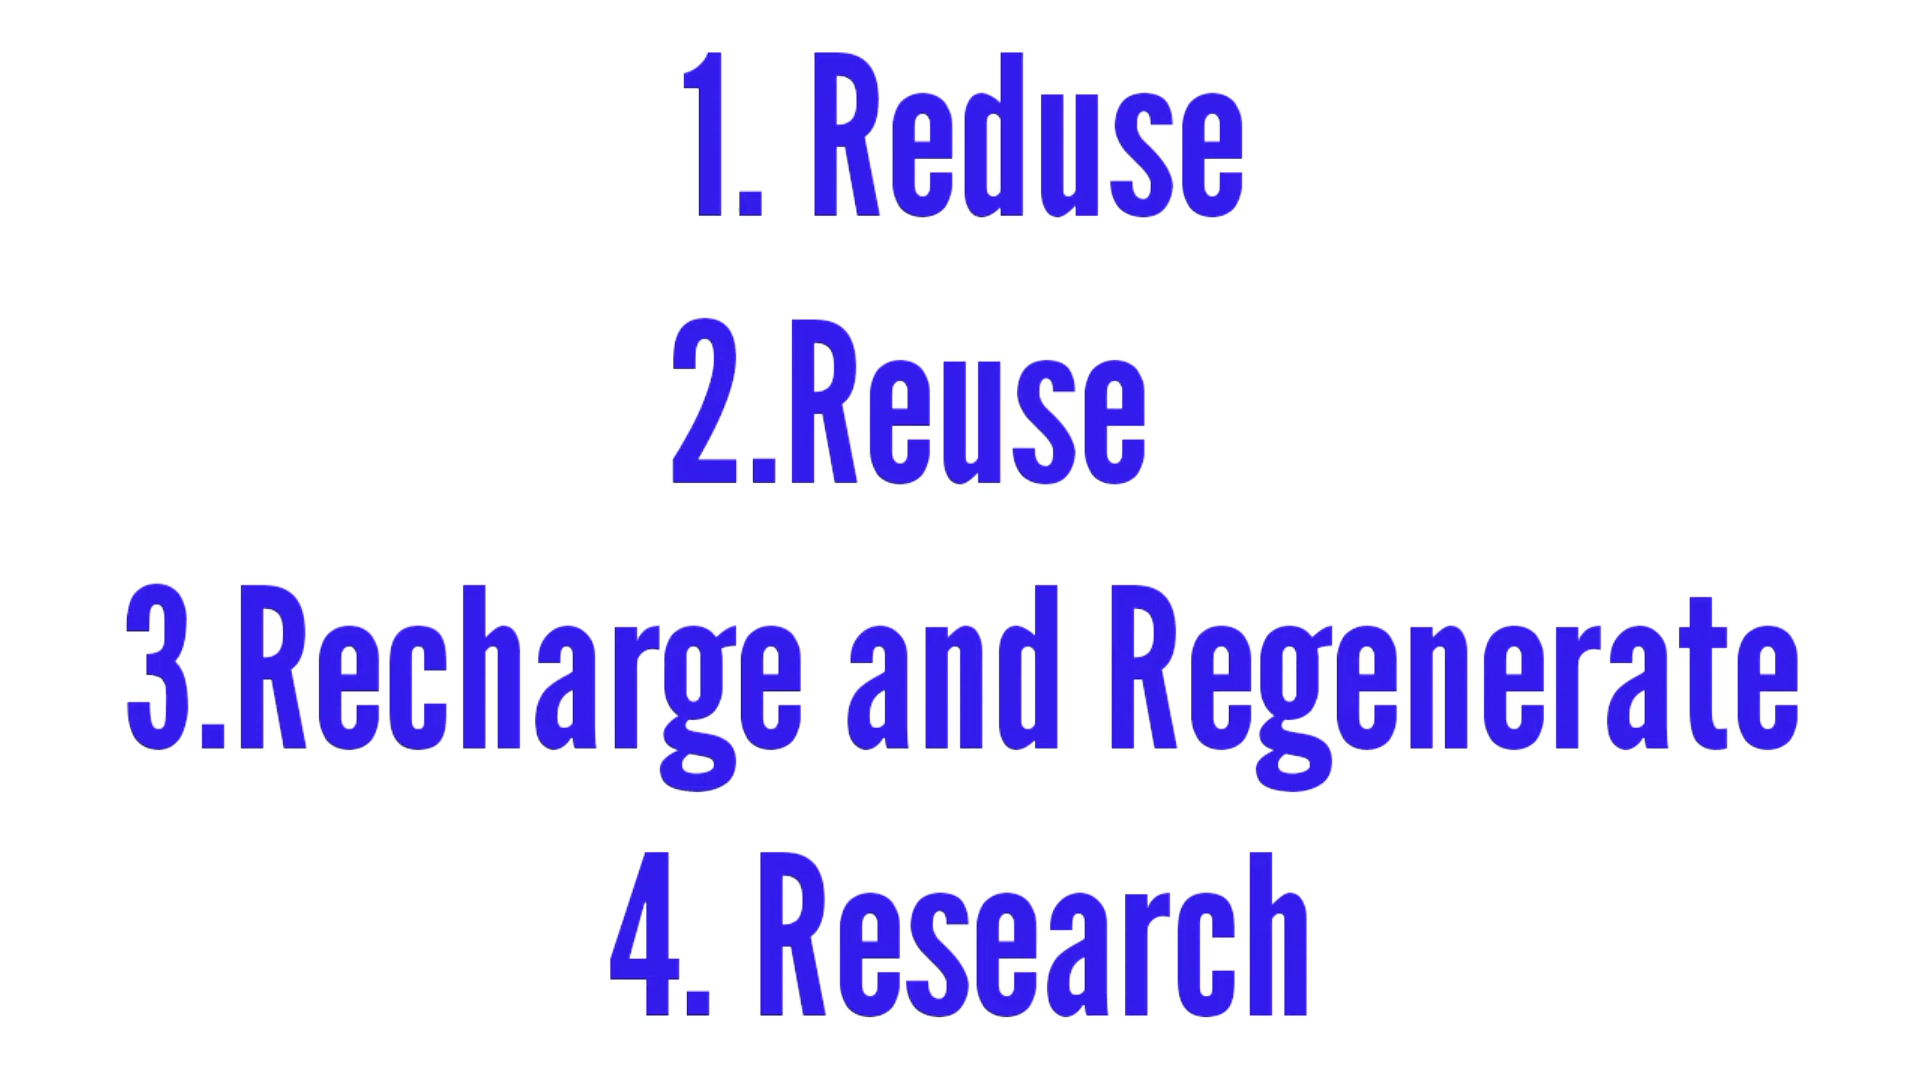 1. Reduse
2.Reuse
3.Recharge and Regenerate
4. Research